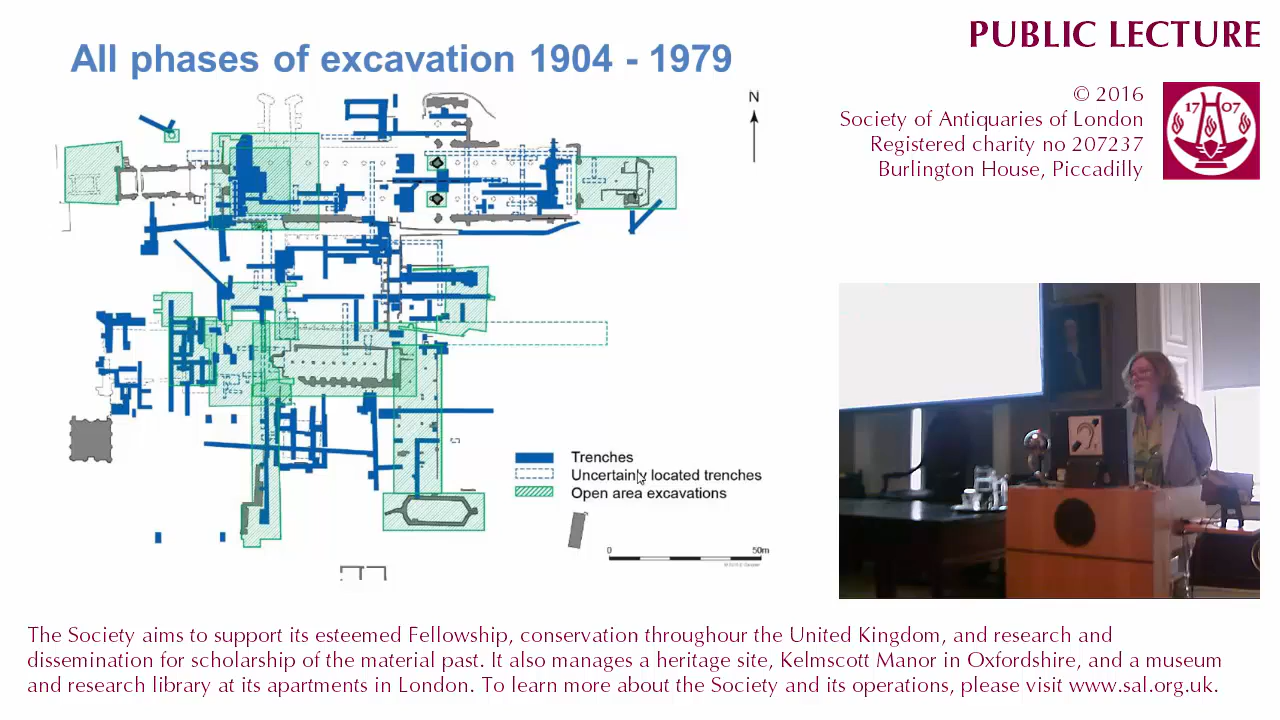 All phases of excavation 1904 - 1979
N
Trenches
Uncertainly located trenches
Open area excavations
0 50m
PUBLIC LECTURE
© 2016
Society of Antiquaries of London
Registered charity no 207237
Burlington House, Piccadilly
17 07
The Society aims to support its esteemed Fellowship, conservation throughour the United Kingdom, and research and
dissemination for scholarship of the material past. It also manages a heritage site, Kelmscott Manor in Oxfordshire, and a museum
and research library at its apartments in London. To learn more about the Society and its operations, please visit www.sal.org.uk.